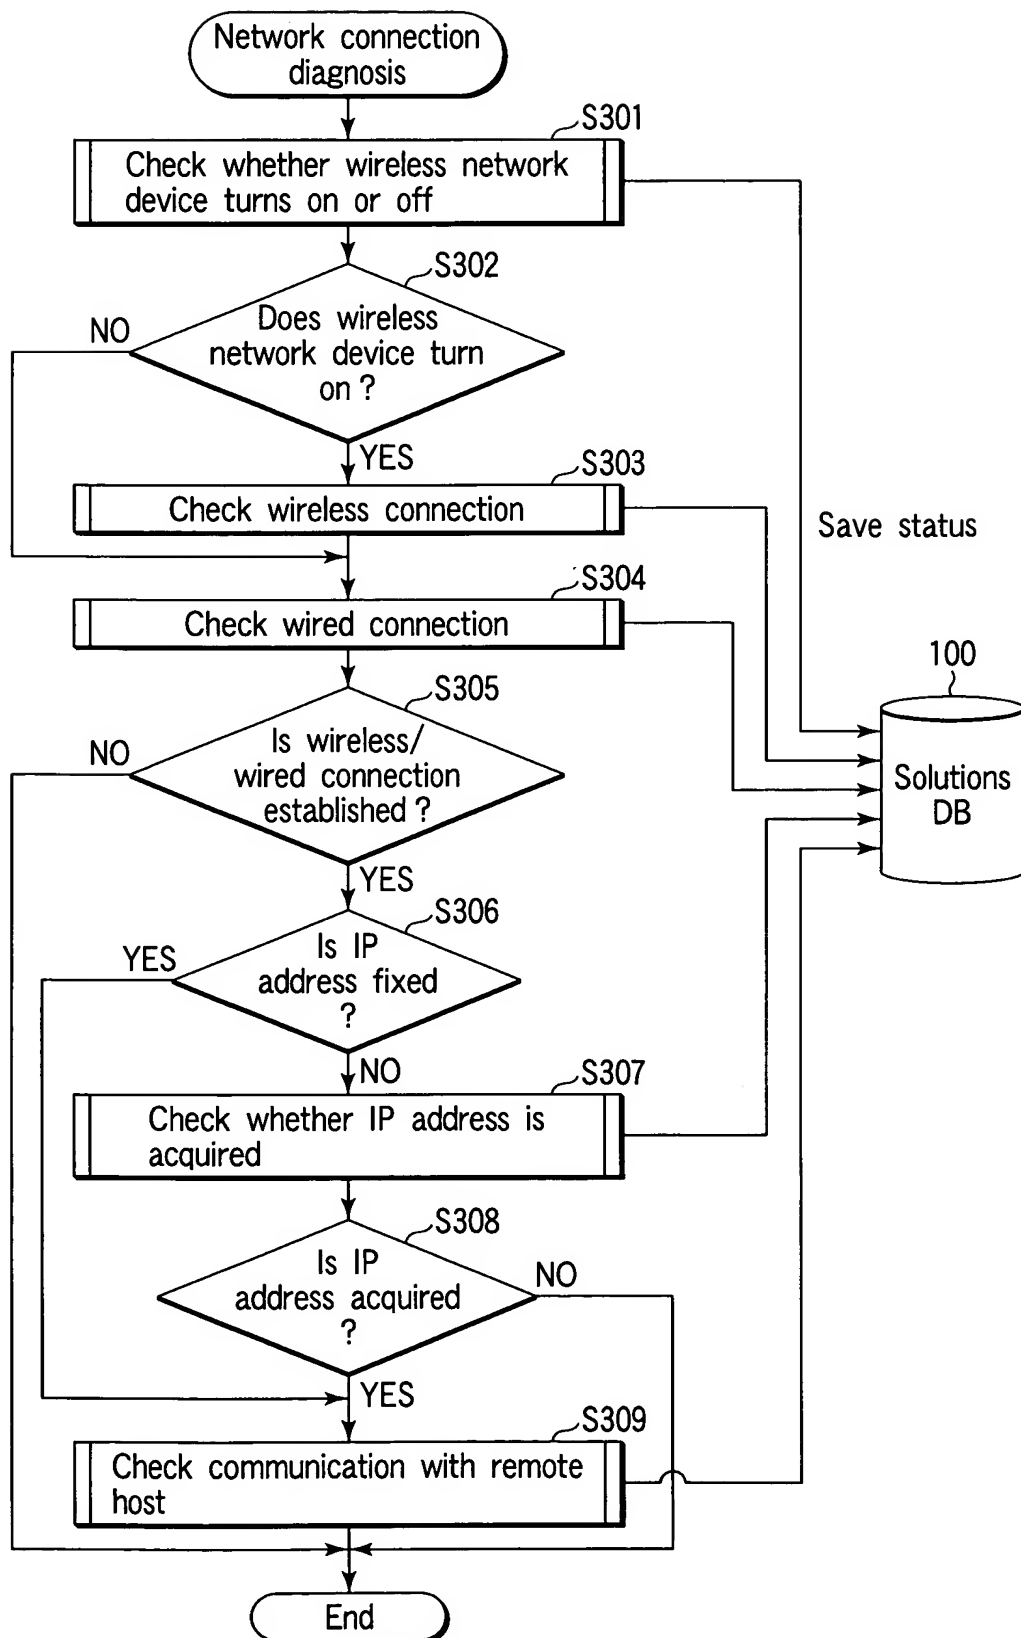 Network connection
diagnosis
S301
Check whether wireless network
device turns on or off
S302
NO
Does wireless
network device turn
on ?
YES
S303
Check wireless connection
Save status
S304
Check wired connection
100
S305
NO
Is wireless/
wired connection
established ?
Solutions
DB
YES
S306
YES
Is IP
address fixed
?
NO
S307
Check whether IP address is
acquired
S308
Is IP
address acquired
?
NO
YES
S309
Check communication with remote
host
End